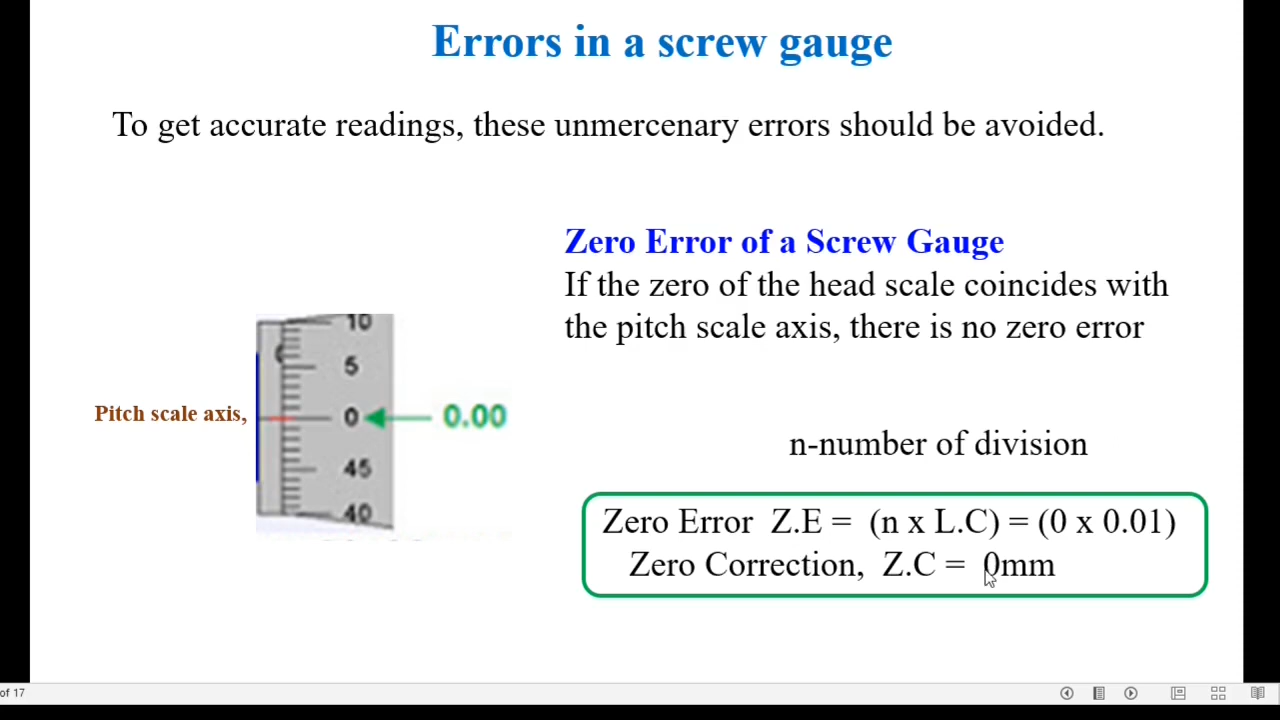 Errors in a screw gauge
To get accurate readings, these unmercenary errors should be avoided.
Zero Error of a Screw Gauge
If the zero of the head scale coincides with
the pitch scale axis, there is no zero error
10
5
Pitch scale axis,
0
0.00
45
40
n-number of division
Zero Error Z.E = (n x L.C) = (0 x 0.01)
Zero Correction, Z.C = 0mm
of 17